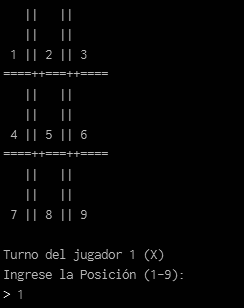 ||   ||
||   ||
1 || 2 || 3
====++===++====
||   ||
||   ||
4 || 5 || 6
====++===++====
||   ||
||   ||
7 || 8 || 9
Turno del jugador 1 (X)
Ingrese la Posición (1-9):
> 1